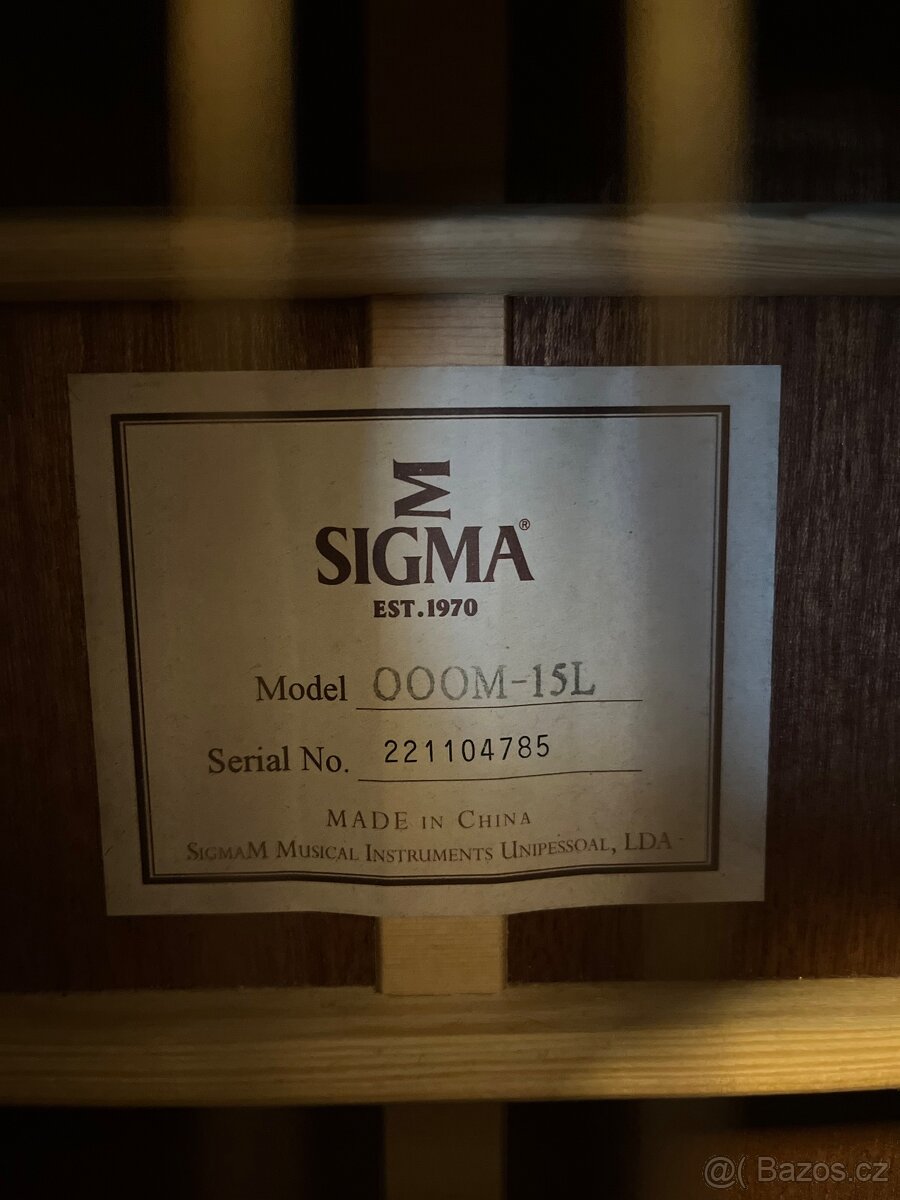 Σ
SIGMA®
EST.1970
Model OOOM-15L
Serial No. 221104785
MADE IN CHINA
SIGMAM MUSICAL INSTRUMENTS UNIPESSOAL, LDA
@( Bazos.cz